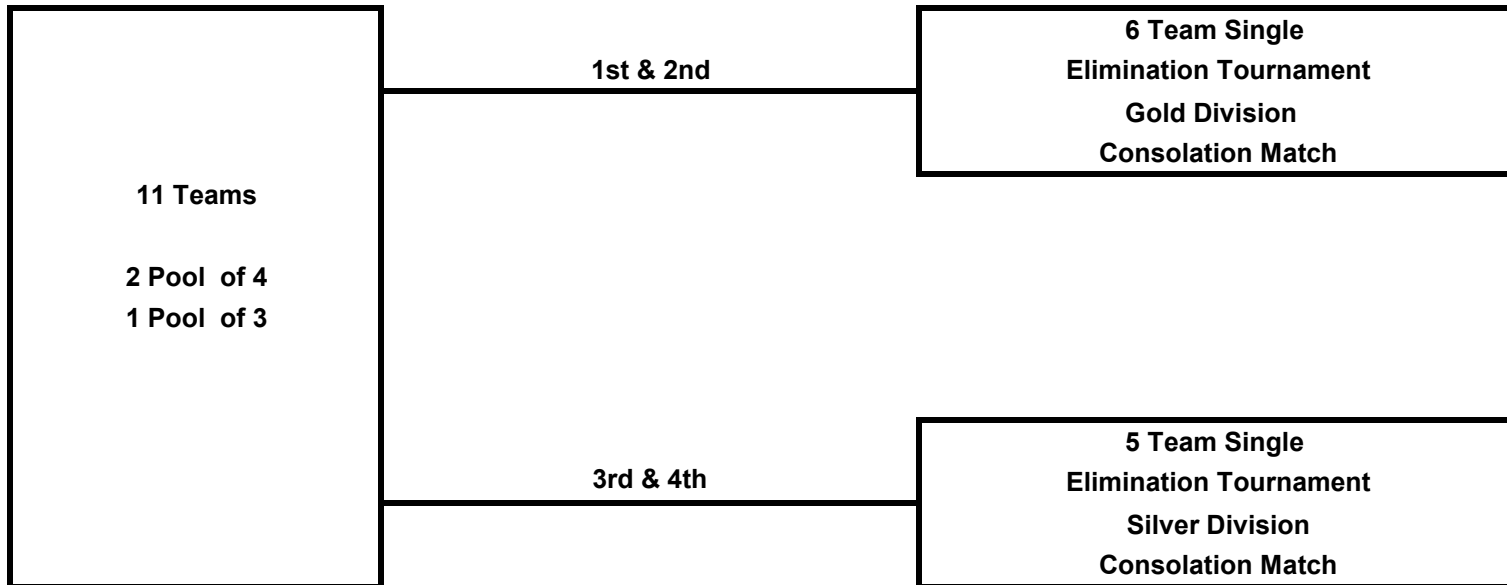 11 Teams
2 Pool  of 4
1 Pool  of 3
1st & 2nd
6 Team Single
Elimination Tournament
Gold Division
Consolation Match
3rd & 4th
5 Team Single
Elimination Tournament
Silver Division
Consolation Match